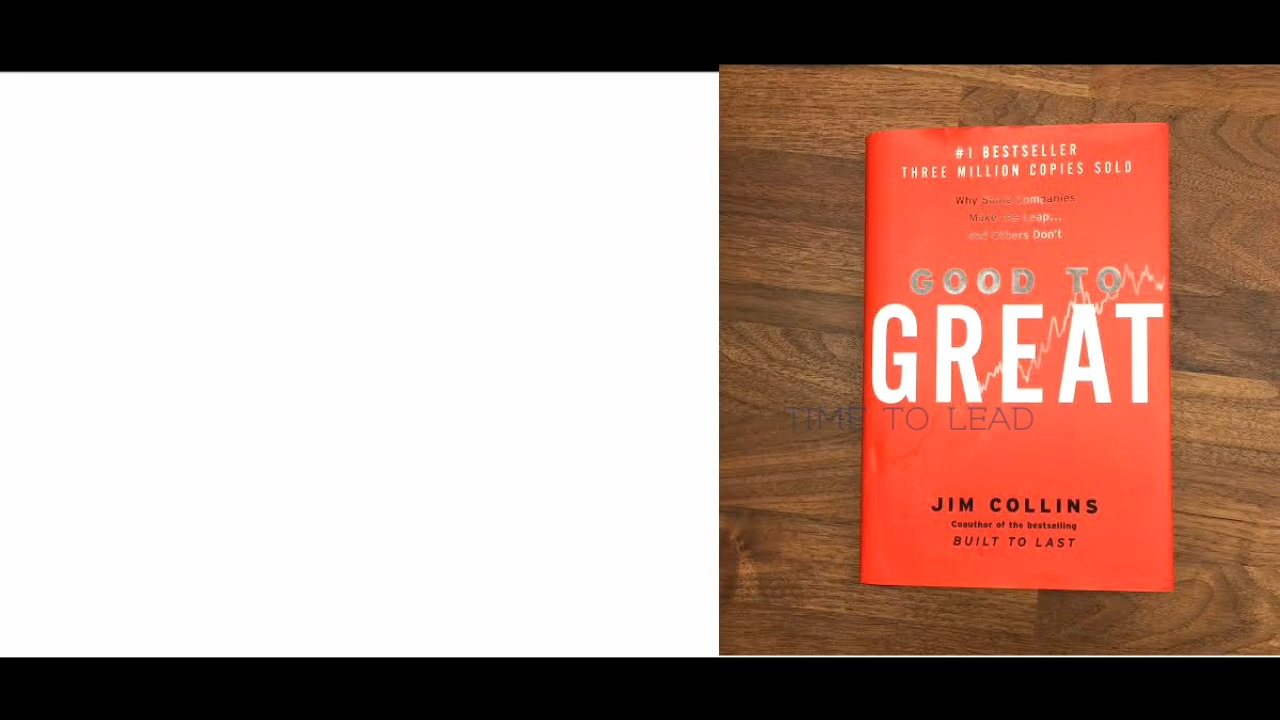 #1 BESTSELLER
THREE MILLION COPIES SOLD
Why Some Companies
Make the Leap...
and Others Don't
GOOD TO
GREAT
TIME TO LEAD
JIM COLLINS
Coauthor of the bestselling
BUILT TO LAST